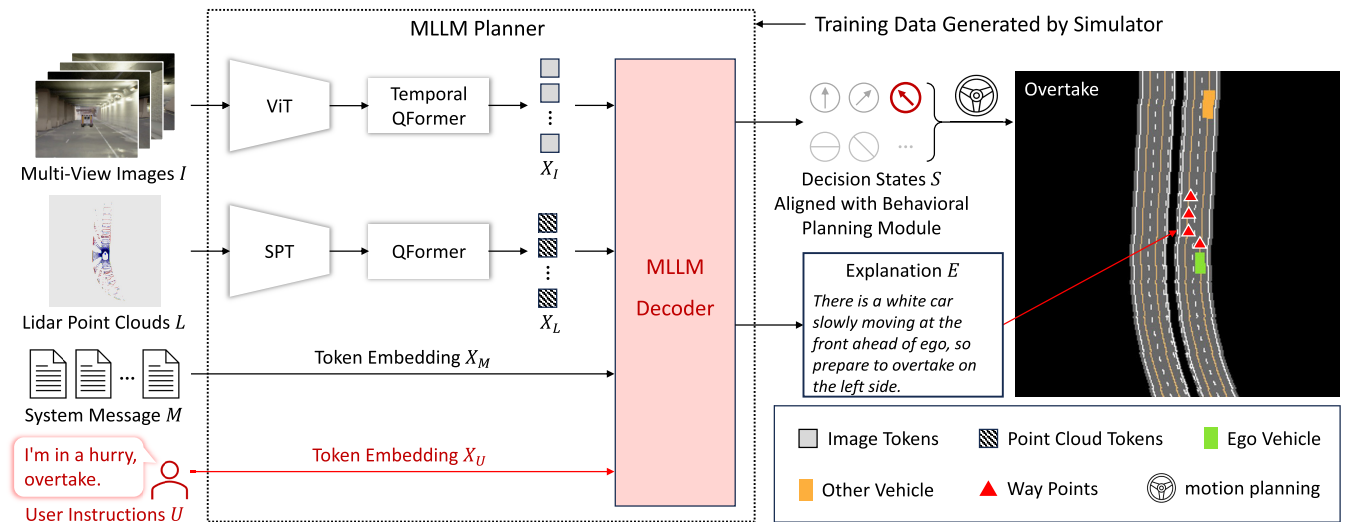 MLLM Planner
Training Data Generated by Simulator
Multi-View Images I
ViT
Temporal
QFormer
X_I
Lidar Point Clouds L
SPT
QFormer
X_L
System Message M
Token Embedding X_M
I'm in a hurry,
overtake.
User Instructions U
Token Embedding X_U
MLLM
Decoder
...
Decision States S
Aligned with Behavioral
Planning Module
Explanation E
There is a white car
slowly moving at the
front ahead of ego, so
prepare to overtake on
the left side.
Overtake
Image Tokens
Point Cloud Tokens
Ego Vehicle
Other Vehicle
Way Points
motion planning